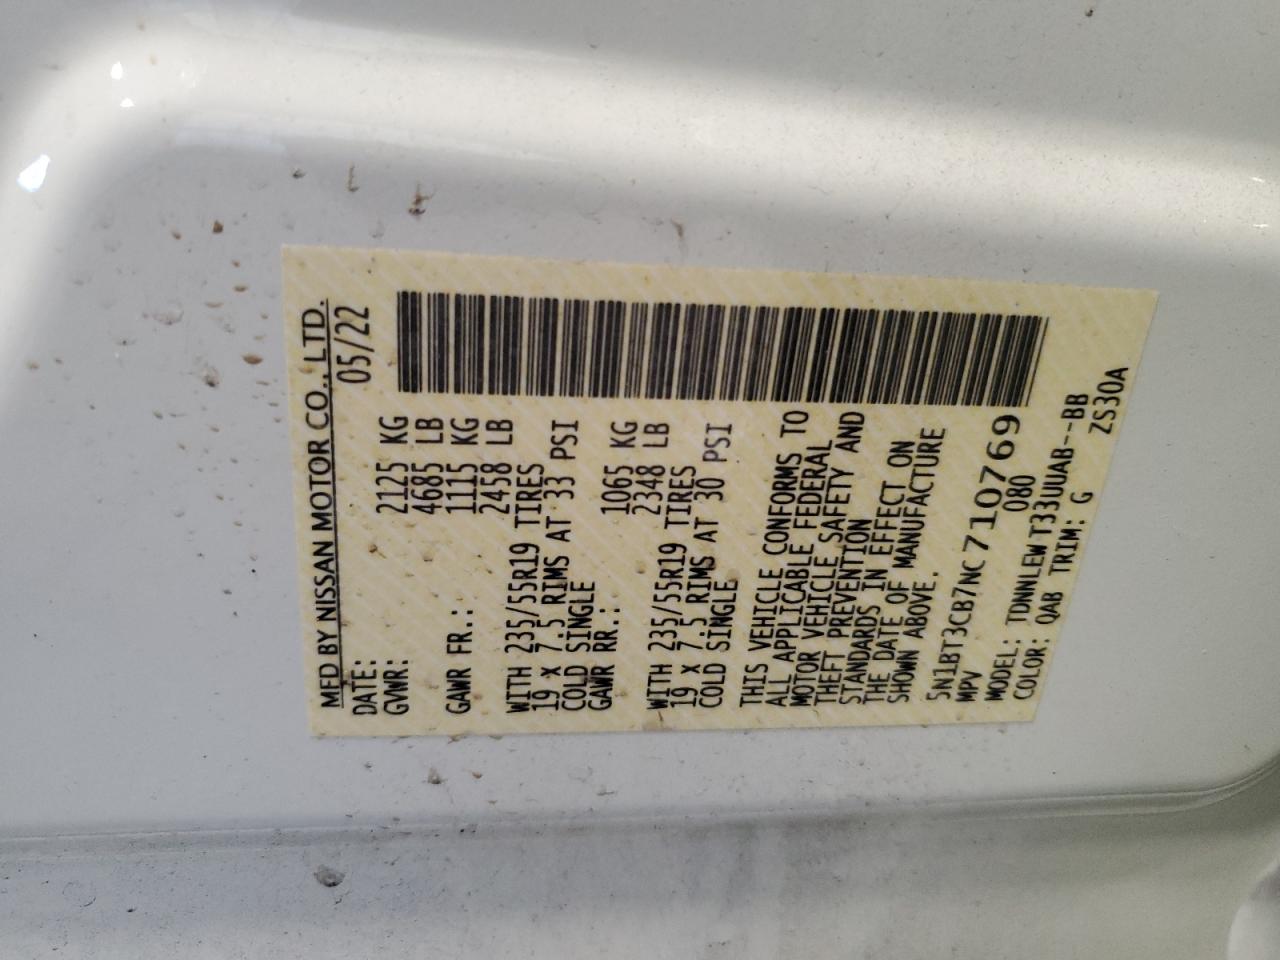 MFD BY NISSAN MOTOR CO., LTD.
DATE: 05/22
GVWR: 2125 KG
4685 LB
GAWR FR.: 1115 KG
2458 LB
WITH 235/55R19 TIRES
19 X 7.5 RIMS AT 33 PSI
COLD SINGLE
GAWR RR.: 1065 KG
2348 LB
WITH 235/55R19 TIRES
19 X 7.5 RIMS AT 30 PSI
COLD SINGLE
THIS VEHICLE CONFORMS TO
ALL APPLICABLE FEDERAL
MOTOR VEHICLE SAFETY AND
THEFT PREVENTION
STANDARDS IN EFFECT ON
THE DATE OF MANUFACTURE
SHOWN ABOVE.
5N1BT3CB7NC710769
MPV 080
MODEL: TDNNLEW T33UUAB--BB
COLOR: QAB TRIM: G ZS30A